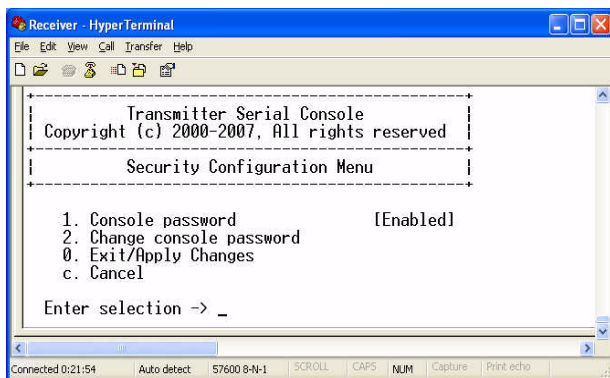 Receiver - HyperTerminal
File Edit View Call Transfer Help
Transmitter Serial Console
Copyright (c) 2000-2007, All rights reserved
Security Configuration Menu
1. Console password [Enabled]
2. Change console password
0. Exit/Apply Changes
c. Cancel
Enter selection -> _
Connected 0:21:54 Auto detect 57600 8-N-1 SCROLL CAPS NUM Capture Print echo